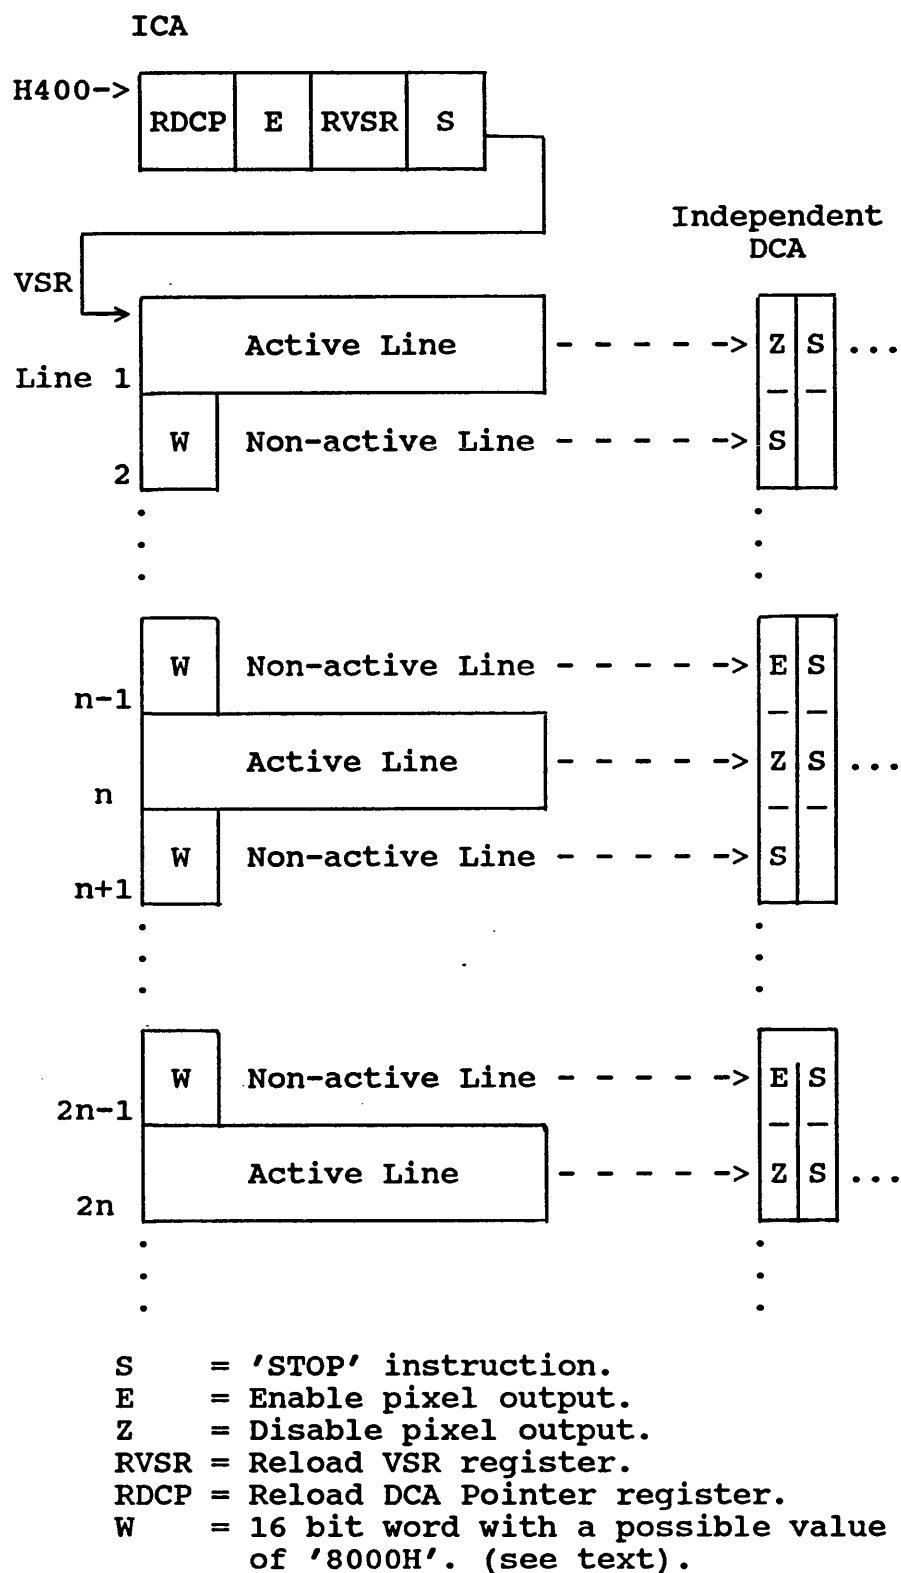 ICA
H400->
RDCP E RVSR S
Independent
DCA
VSR
Active Line - - - - -> Z S ...
Line 1
W Non-active Line - - - - -> S
2
W Non-active Line - - - - -> E S
n-1
Active Line - - - - -> Z S ...
n
W Non-active Line - - - - -> S
n+1
W Non-active Line - - - - -> E S
2n-1
Active Line - - - - -> Z S ...
2n
S = 'STOP' instruction.
E = Enable pixel output.
Z = Disable pixel output.
RVSR = Reload VSR register.
RDCP = Reload DCA Pointer register.
W = 16 bit word with a possible value
of '8000H'. (see text).